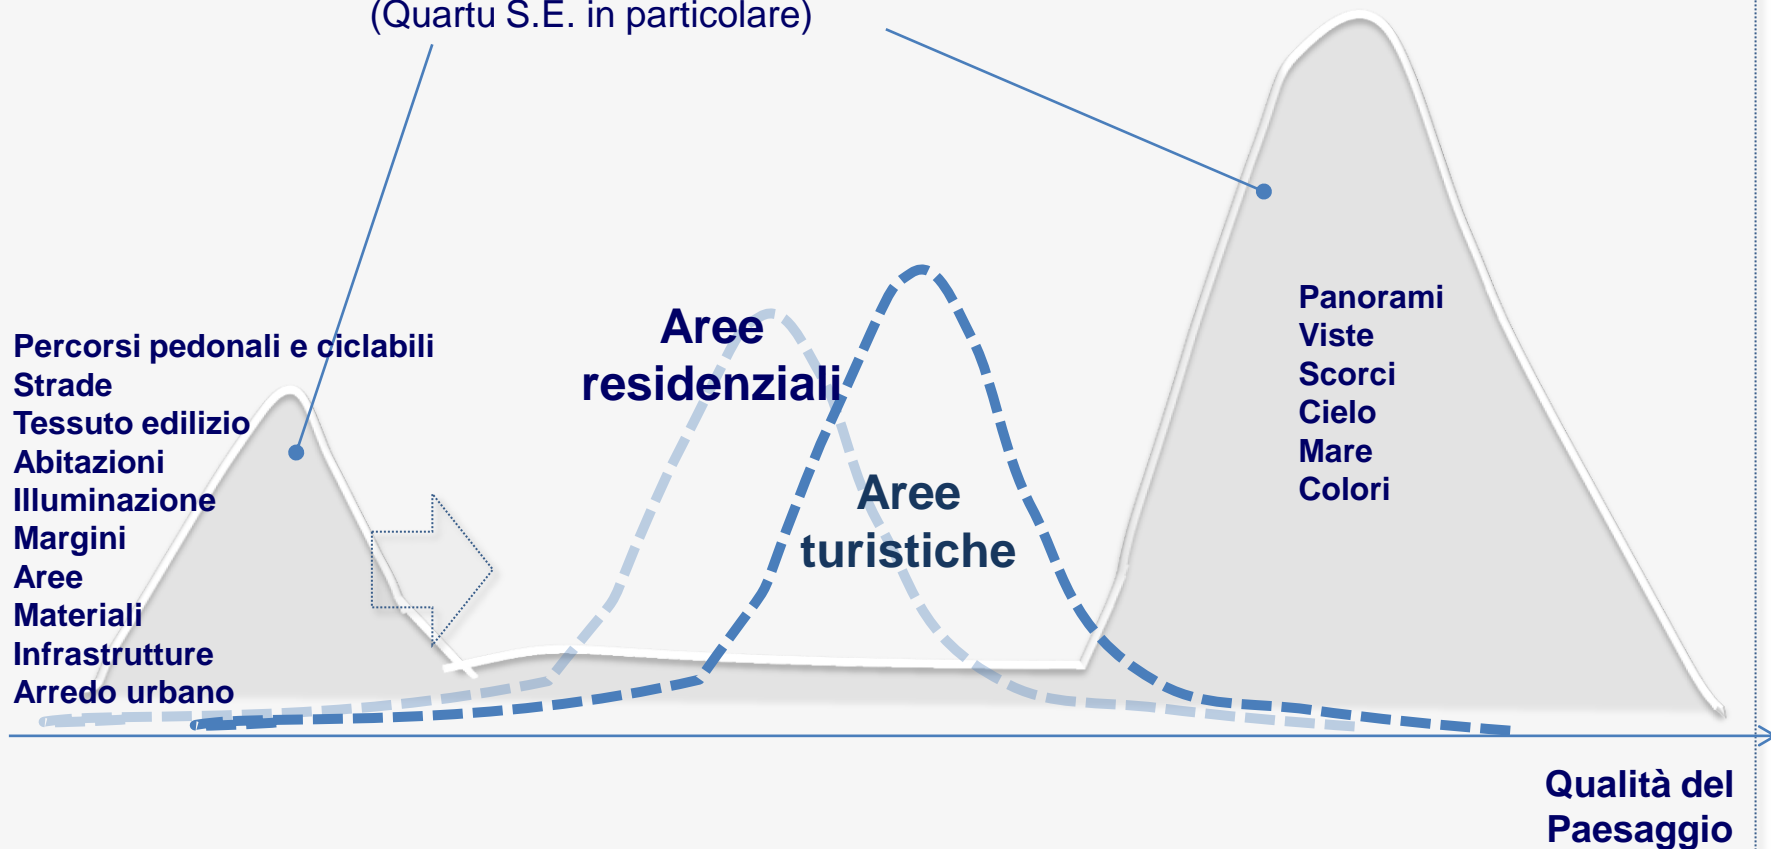 (Quartu S.E. in particolare)
Percorsi pedonali e ciclabili
Strade
Tessuto edilizio
Abitazioni
Illuminazione
Margini
Aree
Materiali
Infrastrutture
Arredo urbano
Aree
residenziali
Aree
turistiche
Panorami
Viste
Scorci
Cielo
Mare
Colori
Qualità del
Paesaggio